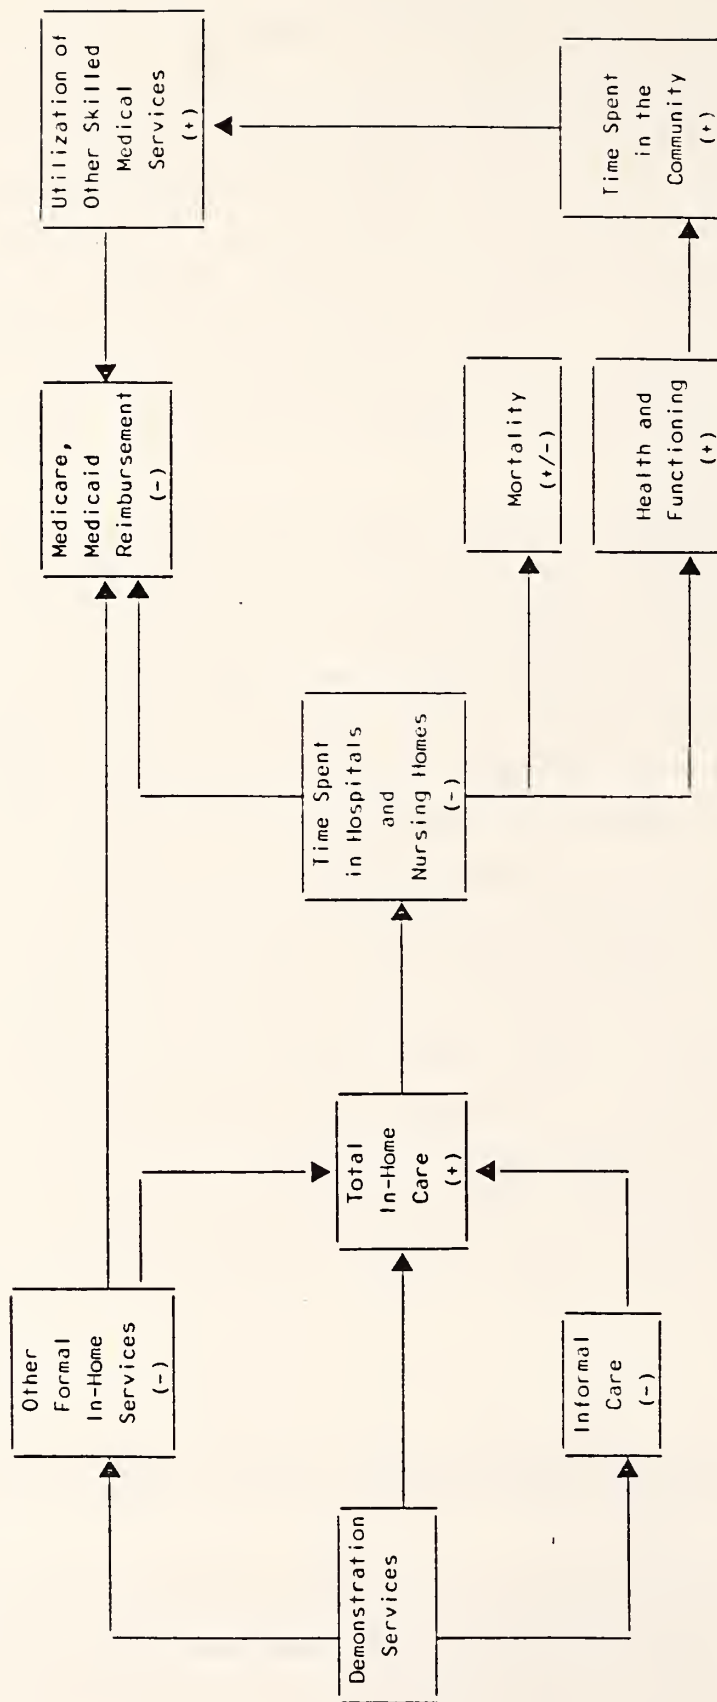 Demonstration
Services
Other
Formal
In-Home
Services
(-)
Informal
Care
(-)
Total
In-Home
Care
(+)
Time Spent
in Hospitals
and
Nursing Homes
(-)
Medicare,
Medicaid
Reimbursement
(-)
Mortality
(+/-)
Health and
Functioning
(+)
Utilization of
Other Skilled
Medical
Services
(+)
Time Spent
in the
Community
(+)